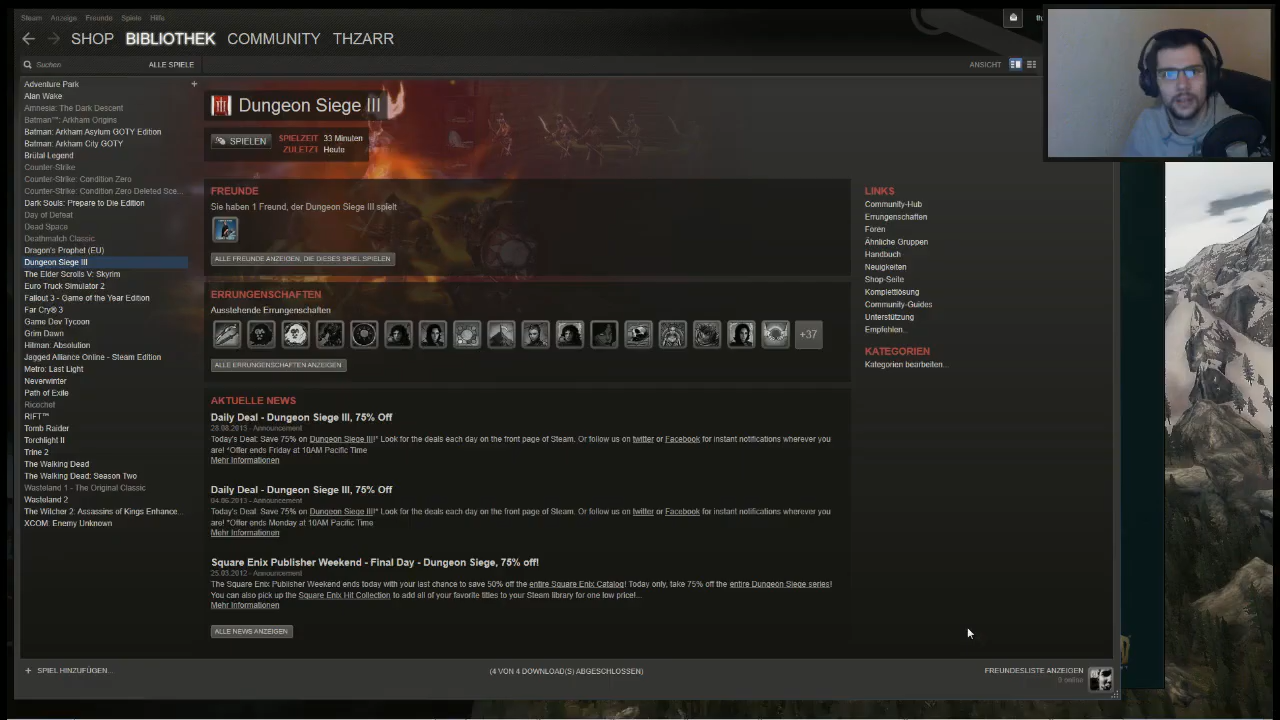 Steam Anzeige Freunde Spiele Hilfe
SHOP BIBLIOTHEK COMMUNITY THZARR
Suchen ALLE SPIELE ANSICHT
Adventure Park
Alan Wake
Amnesia: The Dark Descent
Batman™: Arkham Origins
Batman: Arkham Asylum GOTY Edition
Batman: Arkham City GOTY
Brütal Legend
Counter-Strike
Counter-Strike: Condition Zero
Counter-Strike: Condition Zero Deleted Sce...
Dark Souls: Prepare to Die Edition
Day of Defeat
Dead Space
Deathmatch Classic
Dragon's Prophet (EU)
Dungeon Siege III
The Elder Scrolls V: Skyrim
Euro Truck Simulator 2
Fallout 3 - Game of the Year Edition
Far Cry® 3
Game Dev Tycoon
Grim Dawn
Hitman: Absolution
Jagged Alliance Online - Steam Edition
Metro: Last Light
Neverwinter
Path of Exile
Ricochet
RIFT™
Tomb Raider
Torchlight II
Trine 2
The Walking Dead
The Walking Dead: Season Two
Wasteland 1 - The Original Classic
Wasteland 2
The Witcher 2: Assassins of Kings Enhance...
XCOM: Enemy Unknown
Dungeon Siege III
SPIELEN
SPIELZEIT 33 Minuten
ZULETZT Heute
FREUNDE
Sie haben 1 Freund, der Dungeon Siege III spielt
ALLE FREUNDE ANZEIGEN, DIE DIESES SPIEL SPIELEN
ERRUNGENSCHAFTEN
Ausstehende Errungenschaften
+37
ALLE ERRUNGENSCHAFTEN ANZEIGEN
AKTUELLE NEWS
Daily Deal - Dungeon Siege III, 75% Off
28.08.2013 - Announcement
Today's Deal: Save 75% on Dungeon Siege III!* Look for the deals each day on the front page of Steam. Or follow us on twitter or Facebook for instant notifications wherever you
are! *Offer ends Friday at 10AM Pacific Time
Mehr Informationen
Daily Deal - Dungeon Siege III, 75% Off
04.05.2013 - Announcement
Today's Deal: Save 75% on Dungeon Siege III!* Look for the deals each day on the front page of Steam. Or follow us on twitter or Facebook for instant notifications wherever you
are! *Offer ends Monday at 10AM Pacific Time
Mehr Informationen
Square Enix Publisher Weekend - Final Day - Dungeon Siege, 75% off!
25.03.2012 - Announcement
The Square Enix Publisher Weekend ends today with your last chance to save 50% off the entire Square Enix Catalog! Today only, take 75% off the entire Dungeon Siege series!
You can also pick up the Square Enix Hit Collection to add all of your favorite titles to your Steam library for one low price!...
Mehr Informationen
ALLE NEWS ANZEIGEN
LINKS
Community-Hub
Errungenschaften
Foren
Ähnliche Gruppen
Handbuch
Neuigkeiten
Shop-Seite
Komplettlösung
Community-Guides
Unterstützung
Empfehlen...
KATEGORIEN
Kategorien bearbeiten...
SPIEL HINZUFÜGEN...
(4 VON 4 DOWNLOAD(S) ABGESCHLOSSEN)
FREUNDESLISTE ANZEIGEN
0 online